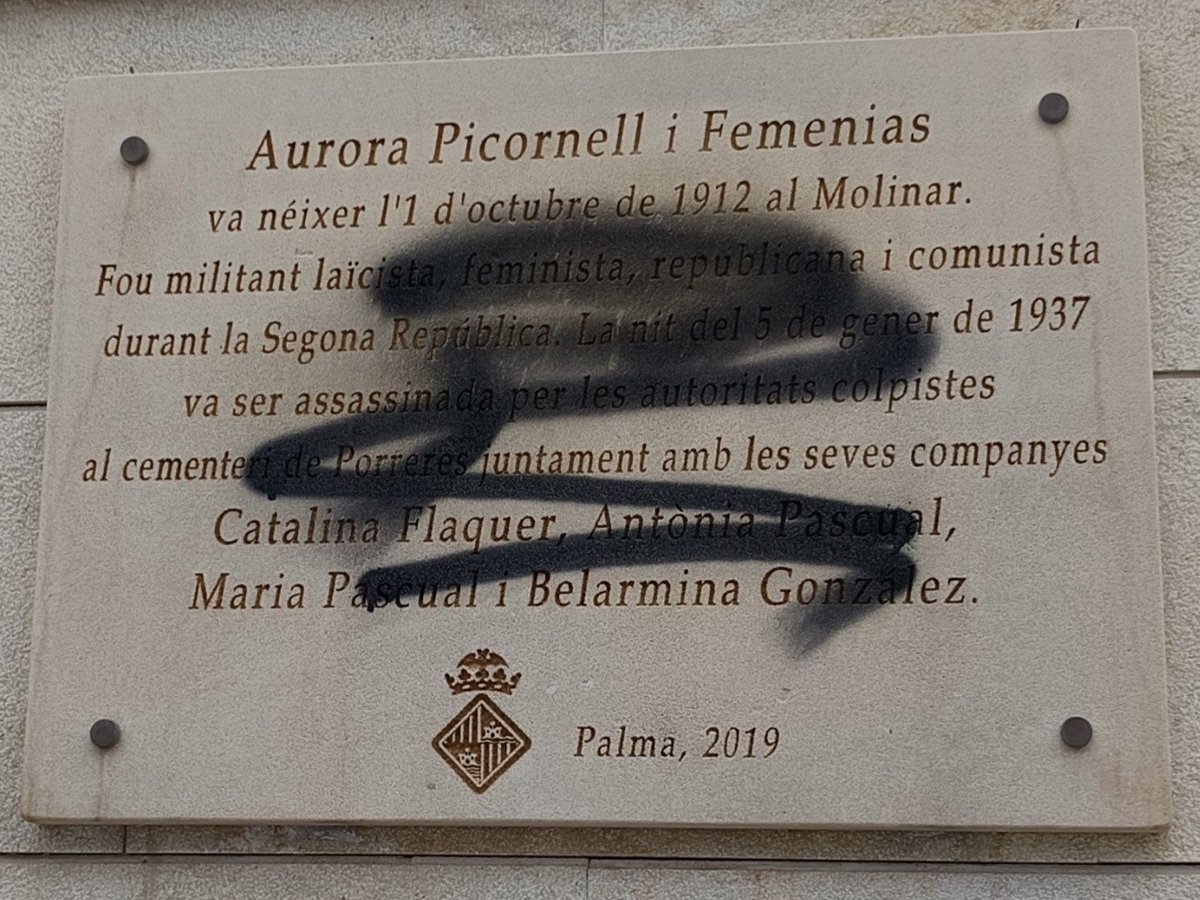 Aurora Picornell i Femenias
va néixer l'1 d'octubre de 1912 al Molinar.
Fou militant laïcista, feminista, republicana i comunista
durant la Segona República. La nit del 5 de gener de 1937
va ser assassinada per les autoritats colpistes
al cementeri de Porreres juntament amb les seves companyes
Catalina Flaquer, Antònia Pascual,
Maria Pascual i Belarmina González.
Palma, 2019